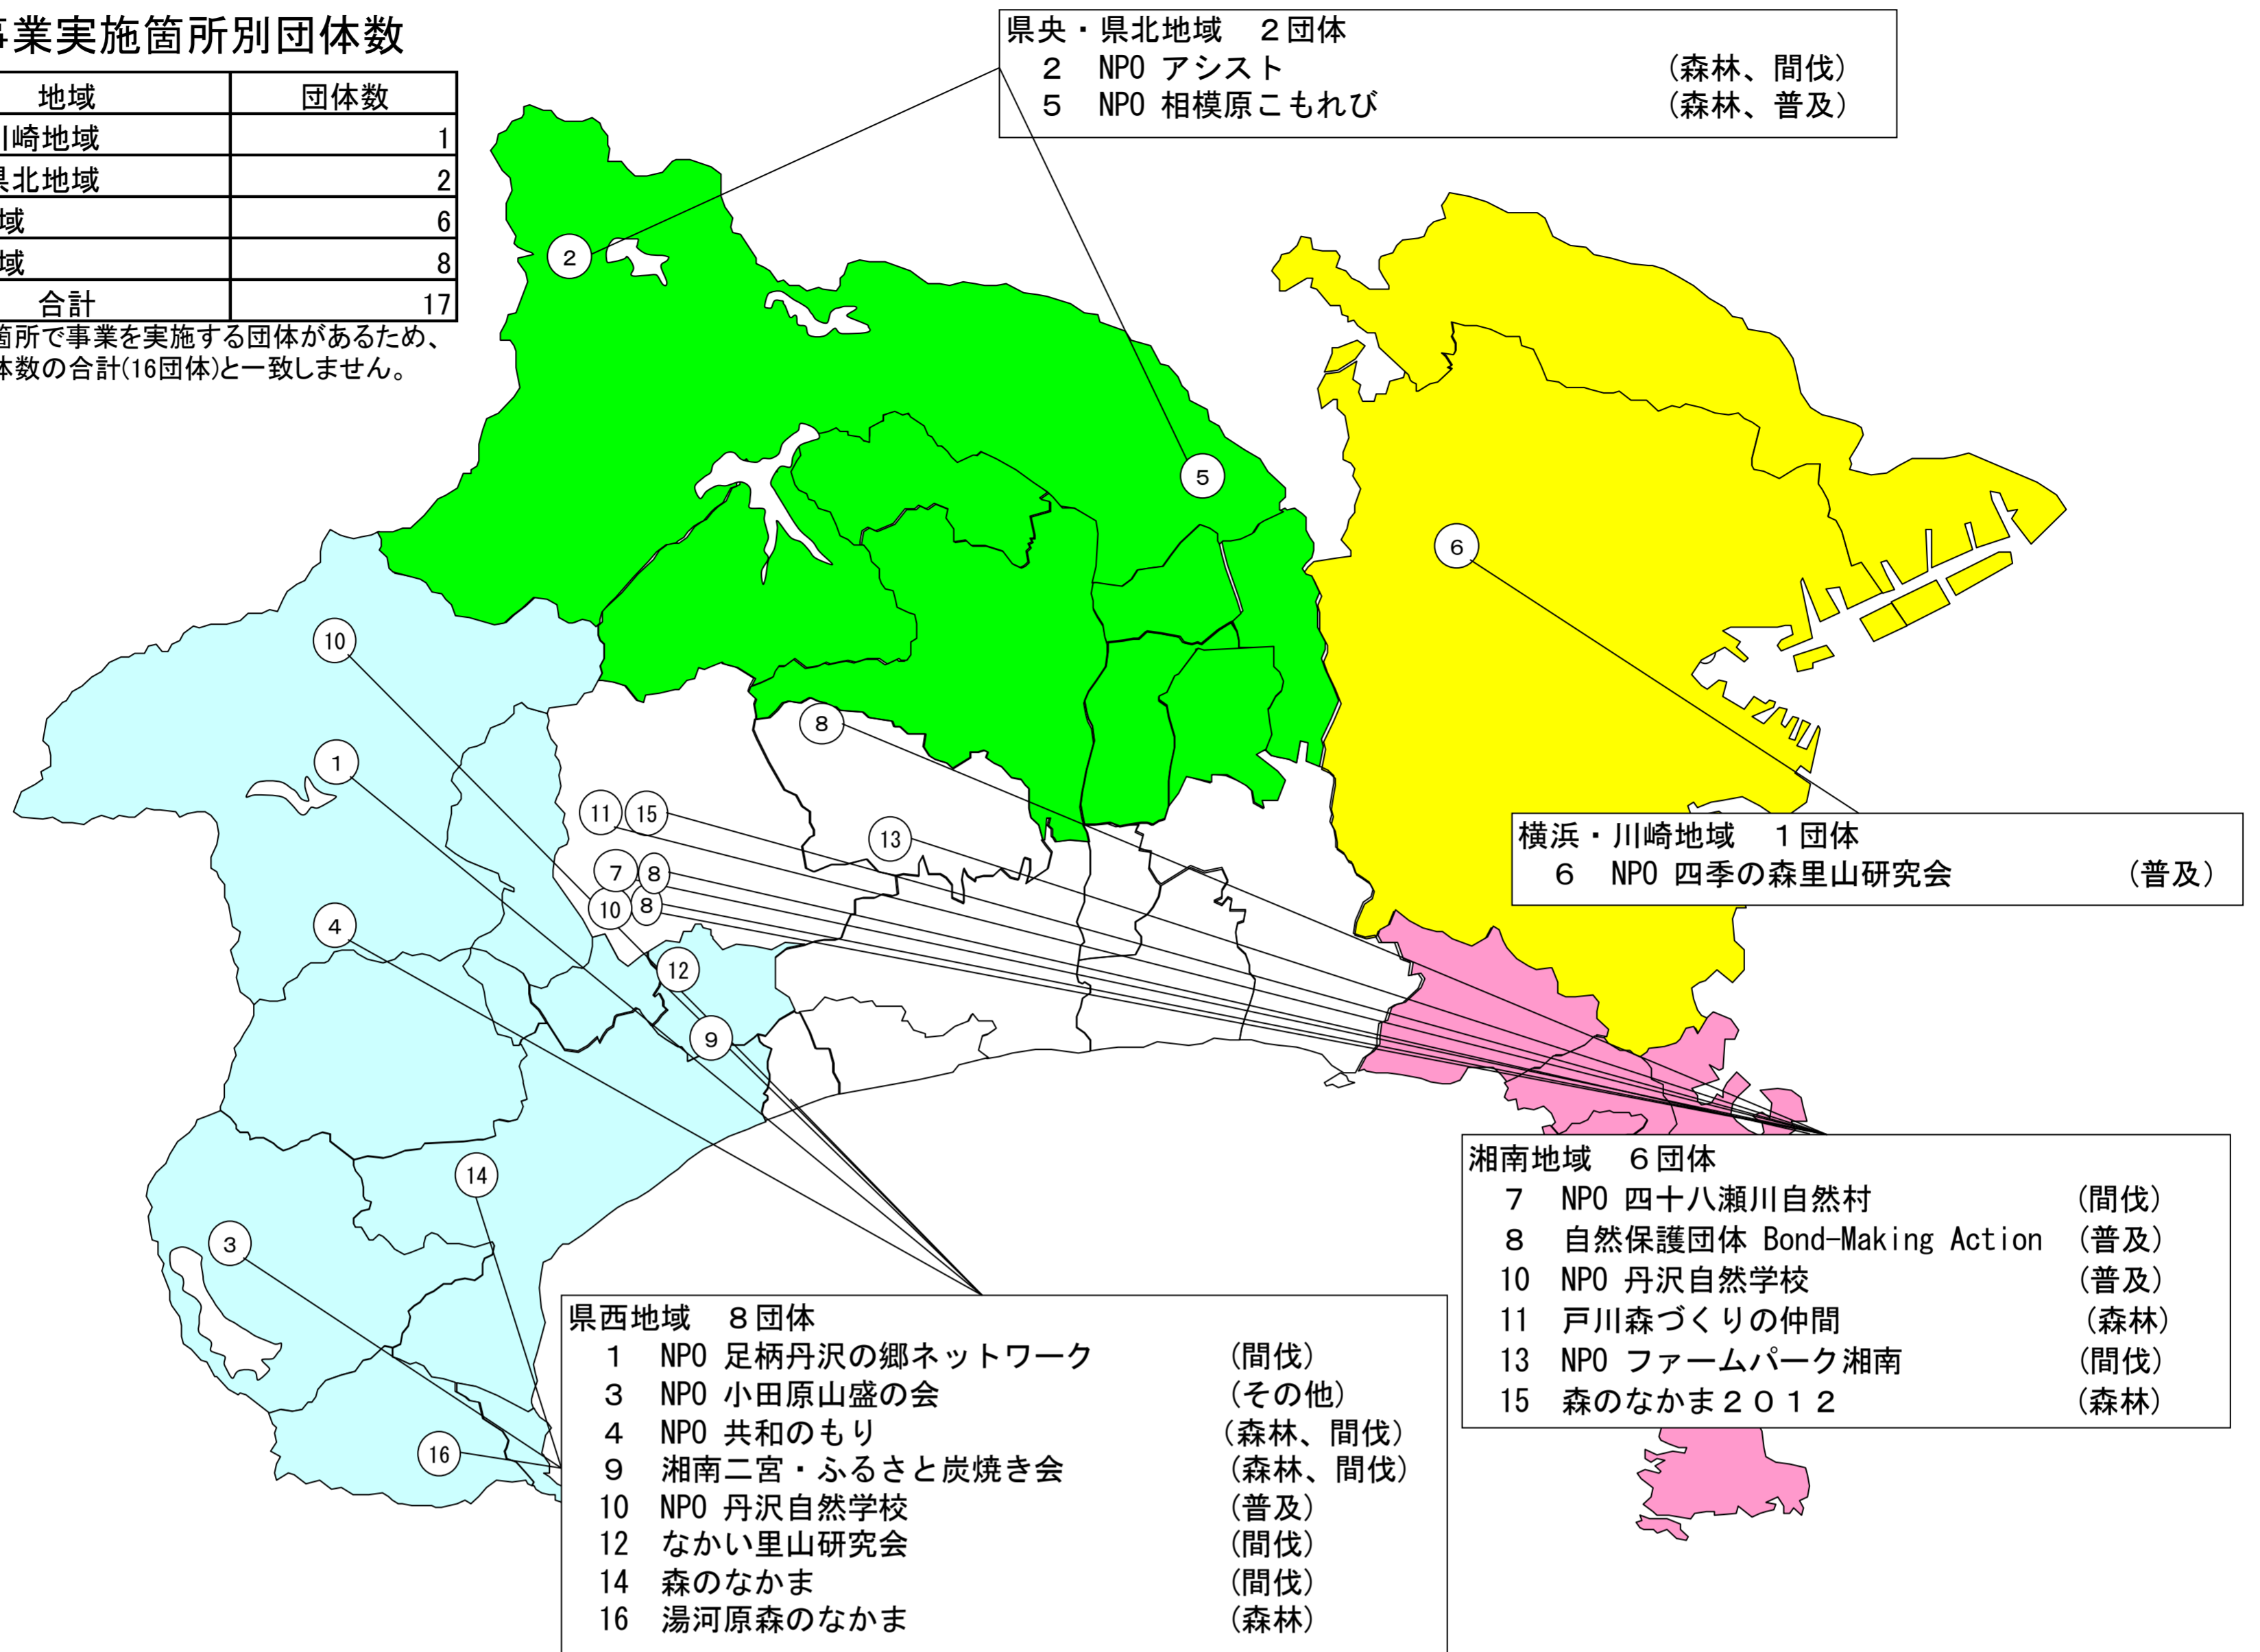 事業実施箇所別団体数
地域 団体数
川崎地域 1
県北地域 2
域 6
域 8
合計 17
箇所で事業を実施する団体があるため、
体数の合計(16団体)と一致しません。
県央・県北地域 2団体
2 NPO アシスト (森林、間伐)
5 NPO 相模原こもれび (森林、普及)
2
5
6
10
8
1
11 15
13
7 8
10 8
4
12
9
14
3
16
横浜・川崎地域 1団体
6 NPO 四季の森里山研究会 (普及)
湘南地域 6団体
7 NPO 四十八瀬川自然村 (間伐)
8 自然保護団体 Bond-Making Action (普及)
10 NPO 丹沢自然学校 (普及)
11 戸川森づくりの仲間 (森林)
13 NPO ファームパーク湘南 (間伐)
15 森のなかま2012 (森林)
県西地域 8団体
1 NPO 足柄丹沢の郷ネットワーク (間伐)
3 NPO 小田原山盛の会 (その他)
4 NPO 共和のもり (森林、間伐)
9 湘南二宮・ふるさと炭焼き会 (森林、間伐)
10 NPO 丹沢自然学校 (普及)
12 なかい里山研究会 (間伐)
14 森のなかま (間伐)
16 湯河原森のなかま (森林)